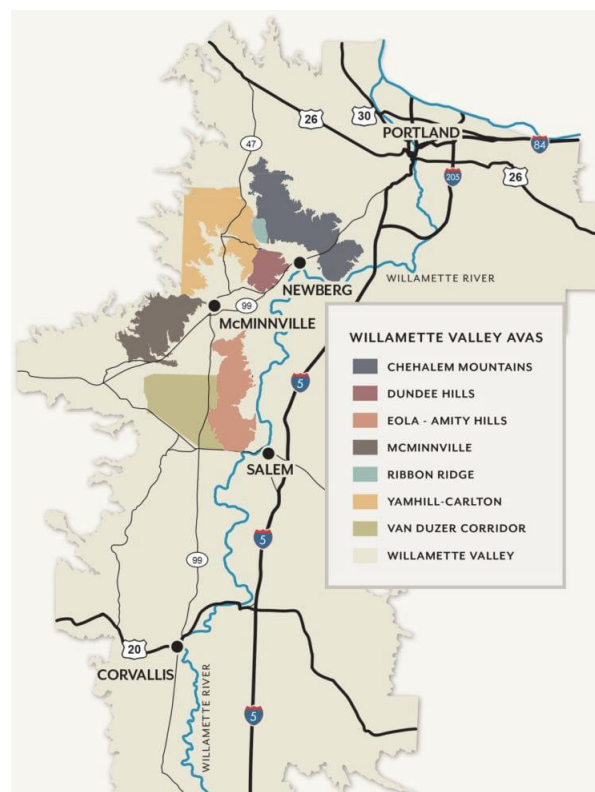 26
30
PORTLAND
84
47
205
26
WILLAMETTE RIVER
NEWBERG
99
McMINNVILLE
WILLAMETTE VALLEY AVAS
CHEHALEM MOUNTAINS
DUNDEE HILLS
EOLA - AMITY HILLS
MCMINNVILLE
RIBBON RIDGE
YAMHILL-CARLTON
VAN DUZER CORRIDOR
WILLAMETTE VALLEY
5
SALEM
5
99
20
CORVALLIS
WILLAMETTE RIVER
5